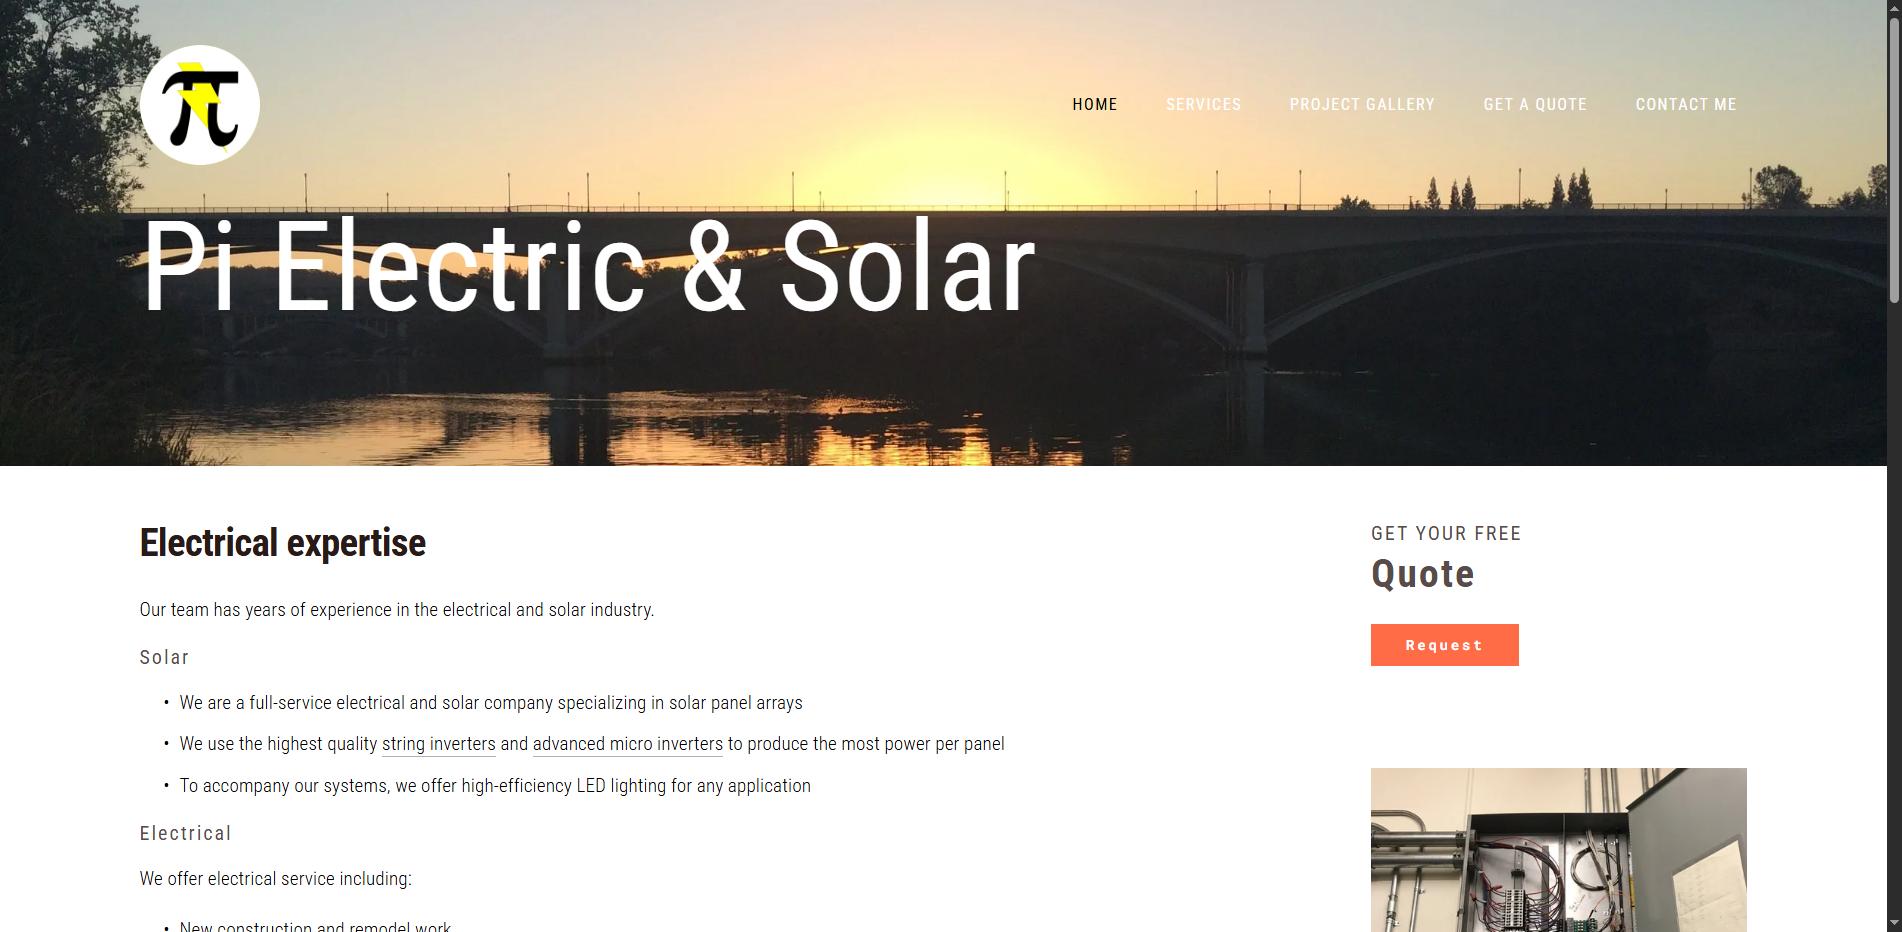 π
HOME
SERVICES
PROJECT GALLERY
GET A QUOTE
CONTACT ME
Pi Electric & Solar
Electrical expertise
Our team has years of experience in the electrical and solar industry.
Solar
• We are a full-service electrical and solar company specializing in solar panel arrays
• We use the highest quality string inverters and advanced micro inverters to produce the most power per panel
• To accompany our systems, we offer high-efficiency LED lighting for any application
Electrical
We offer electrical service including:
• New construction and remodel work
GET YOUR FREE
Quote
Request